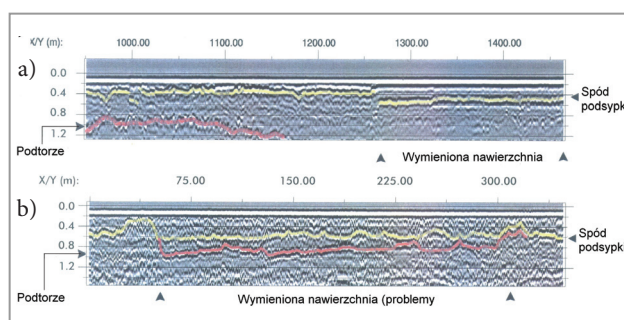 X/Y (m): 1000.00 1100.00 1200.00 1300.00 1400.00
a)
0.0
0.4
0.8
1.2
Spód
podsypki
Podtorze
Wymieniona nawierzchnia
X/Y (m): 75.00 150.00 225.00 300.00
b)
0.0
0.4
0.8
1.2
Spód
podsypki
Podtorze
Wymieniona nawierzchnia (problemy